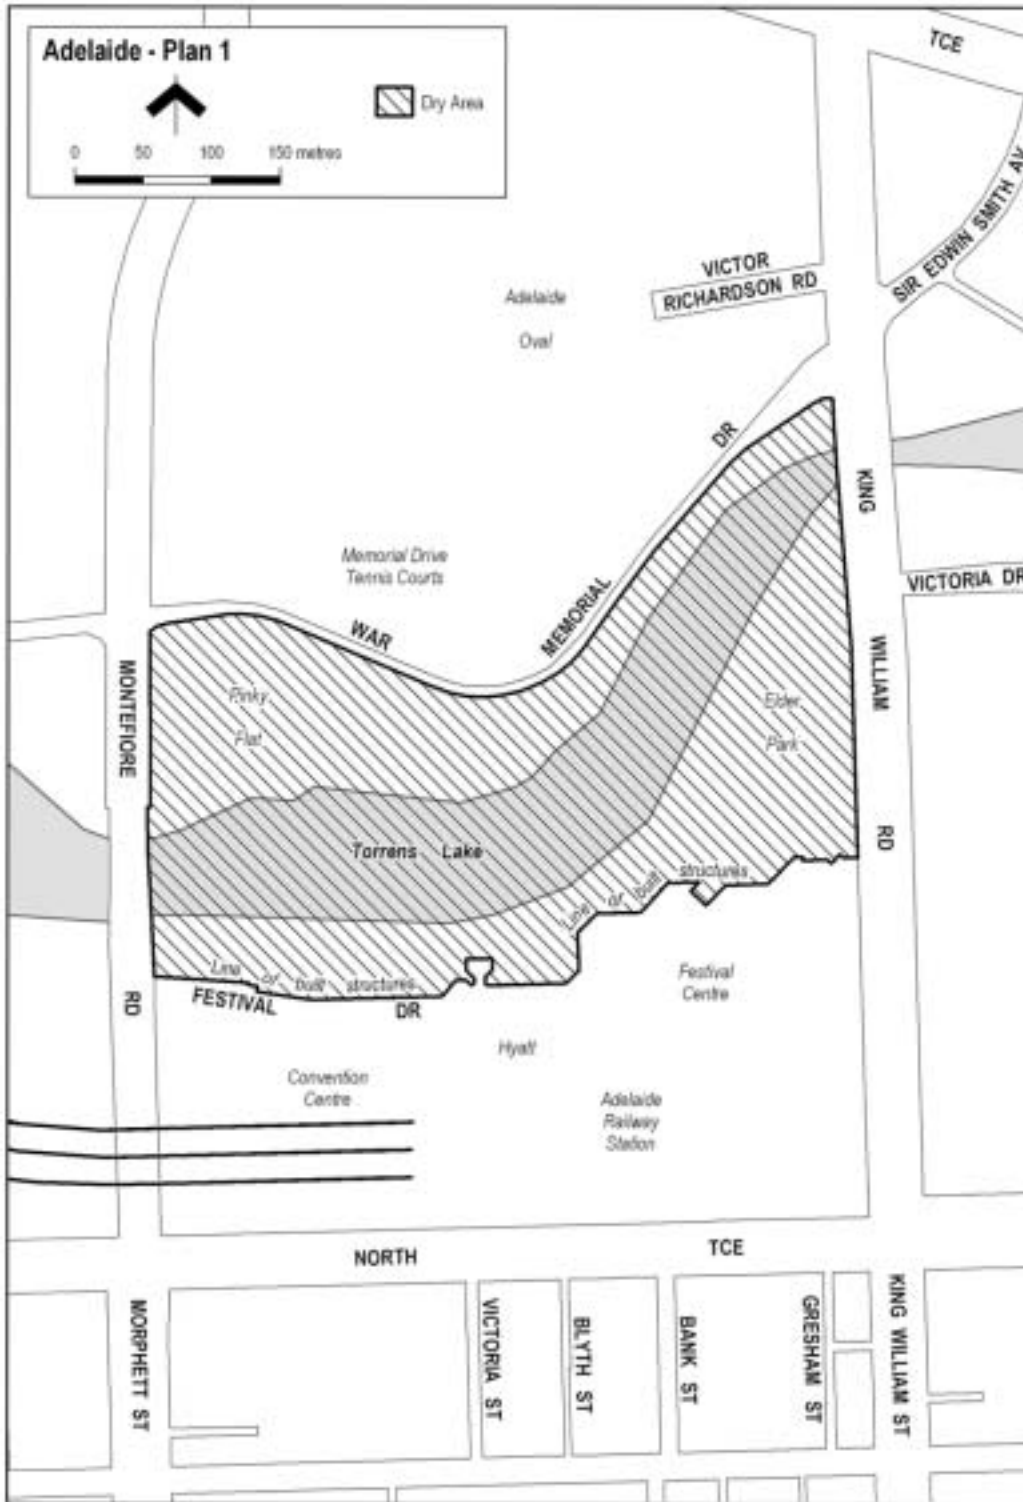 Adelaide - Plan 1
Dry Area
0 50 100 150 metres
TCE
SIR EDWIN SMITH AV
VICTOR
RICHARDSON RD
Adelaide
Oval
DR
KING
Memorial Drive
Tennis Courts
VICTORIA DR
MEMORIAL
WAR
WILLIAM
MONTEFIORE
Pinky
Flat
Elder
Park
RD
Torrens Lake
Line of built structures
Line of built structures
FESTIVAL
DR
RD
Festival
Centre
Hyatt
Convention
Centre
Adelaide
Railway
Station
NORTH
TCE
MORPHETT ST
VICTORIA ST
BLYTH ST
BANK ST
GRESHAM ST
KING WILLIAM ST